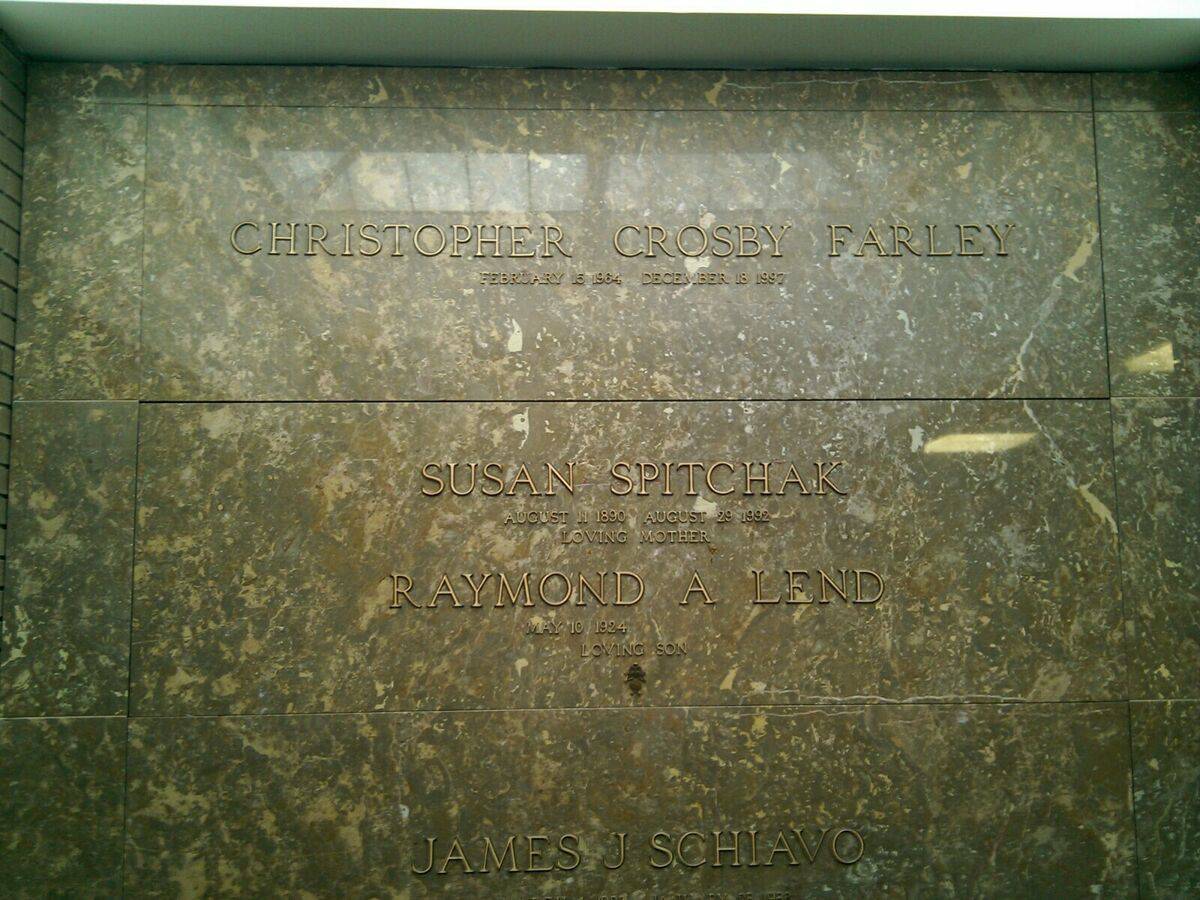 CHRISTOPHER CROSBY FARLEY
FEBRUARY 15 1964 DECEMBER 18 1997
SUSAN SPITCHAK
AUGUST 11 1890 AUGUST 29 1992
LOVING MOTHER
RAYMOND A LEND
MAY 10 1924
LOVING SON
JAMES J SCHIAVO